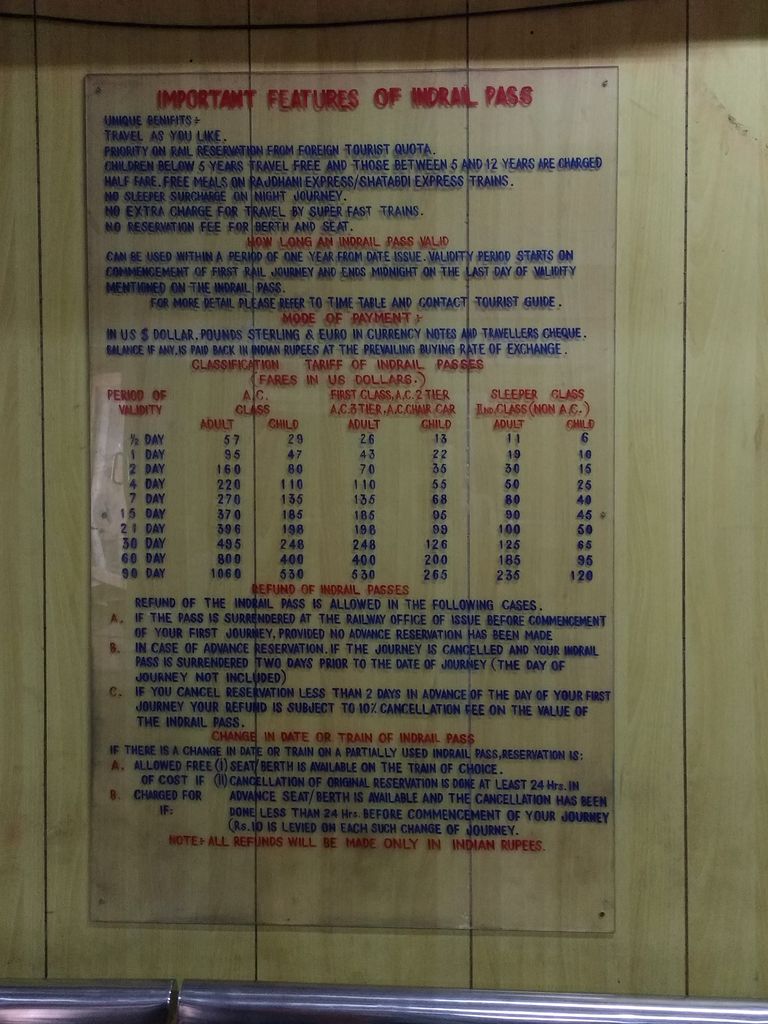 IMPORTANT FEATURES OF INDRAIL PASS
UNIQUE BENIFITS:-
TRAVEL AS YOU LIKE.
PRIORITY ON RAIL RESERVATION FROM FOREIGN TOURIST QUOTA.
CHILDREN BELOW 5 YEARS TRAVEL FREE AND THOSE BETWEEN 5 AND 12 YEARS ARE CHARGED
HALF FARE. FREE MEALS ON RAJDHANI EXPRESS/SHATABDI EXPRESS TRAINS.
NO SLEEPER SURCHARGE ON NIGHT JOURNEY.
NO EXTRA CHARGE FOR TRAVEL BY SUPER FAST TRAINS.
NO RESERVATION FEE FOR BERTH AND SEAT.
HOW LONG AN INDRAIL PASS VALID
CAN BE USED WITHIN A PERIOD OF ONE YEAR FROM DATE ISSUE. VALIDITY PERIOD STARTS ON
COMMENCEMENT OF FIRST RAIL JOURNEY AND ENDS MIDNIGHT ON THE LAST DAY OF VALIDITY
MENTIONED ON THE INDRAIL PASS.
FOR MORE DETAIL PLEASE REFER TO TIME TABLE AND CONTACT TOURIST GUIDE.
MODE OF PAYMENT:-
IN US $ DOLLAR, POUNDS STERLING & EURO IN CURRENCY NOTES AND TRAVELLERS CHEQUE.
BALANCE IF ANY, IS PAID BACK IN INDIAN RUPEES AT THE PREVAILING BUYING RATE OF EXCHANGE.
CLASSIFICATION TARIFF OF INDRAIL PASSES
(FARES IN US DOLLARS.)
PERIOD OF A.C. FIRST CLASS, A.C. 2 TIER SLEEPER CLASS
VALIDITY CLASS A.C. 3 TIER, A.C. CHAIR CAR IInd. CLASS (NON A.C.)
ADULT CHILD ADULT CHILD ADULT CHILD
½ DAY 57 29 26 13 11 6
1 DAY 95 47 43 22 19 10
2 DAY 160 80 70 35 30 15
4 DAY 220 110 110 55 50 25
7 DAY 270 135 135 68 80 40
15 DAY 370 185 185 95 90 45
21 DAY 396 198 198 99 100 50
30 DAY 495 248 248 126 125 65
60 DAY 800 400 400 200 185 95
90 DAY 1060 530 530 265 235 120
REFUND OF INDRAIL PASSES
REFUND OF THE INDRAIL PASS IS ALLOWED IN THE FOLLOWING CASES.
A. IF THE PASS IS SURRENDERED AT THE RAILWAY OFFICE OF ISSUE BEFORE COMMENCEMENT
OF YOUR FIRST JOURNEY, PROVIDED NO ADVANCE RESERVATION HAS BEEN MADE
B. IN CASE OF ADVANCE RESERVATION. IF THE JOURNEY IS CANCELLED AND YOUR INDRAIL
PASS IS SURRENDERED TWO DAYS PRIOR TO THE DATE OF JOURNEY (THE DAY OF
JOURNEY NOT INCLUDED)
C. IF YOU CANCEL RESERVATION LESS THAN 2 DAYS IN ADVANCE OF THE DAY OF YOUR FIRST
JOURNEY YOUR REFUND IS SUBJECT TO 10% CANCELLATION FEE ON THE VALUE OF
THE INDRAIL PASS.
CHANGE IN DATE OR TRAIN OF INDRAIL PASS
IF THERE IS A CHANGE IN DATE OR TRAIN ON A PARTIALLY USED INDRAIL PASS, RESERVATION IS:
A. ALLOWED FREE (i) SEAT/BERTH IS AVAILABLE ON THE TRAIN OF CHOICE.
OF COST IF (ii) CANCELLATION OF ORIGINAL RESERVATION IS DONE AT LEAST 24 Hrs. IN
B. CHARGED FOR ADVANCE SEAT/BERTH IS AVAILABLE AND THE CANCELLATION HAS BEEN
IF: DONE LESS THAN 24 Hrs. BEFORE COMMENCEMENT OF YOUR JOURNEY
(Rs. 10 IS LEVIED ON EACH SUCH CHANGE OF JOURNEY.
NOTE:- ALL REFUNDS WILL BE MADE ONLY IN INDIAN RUPEES.